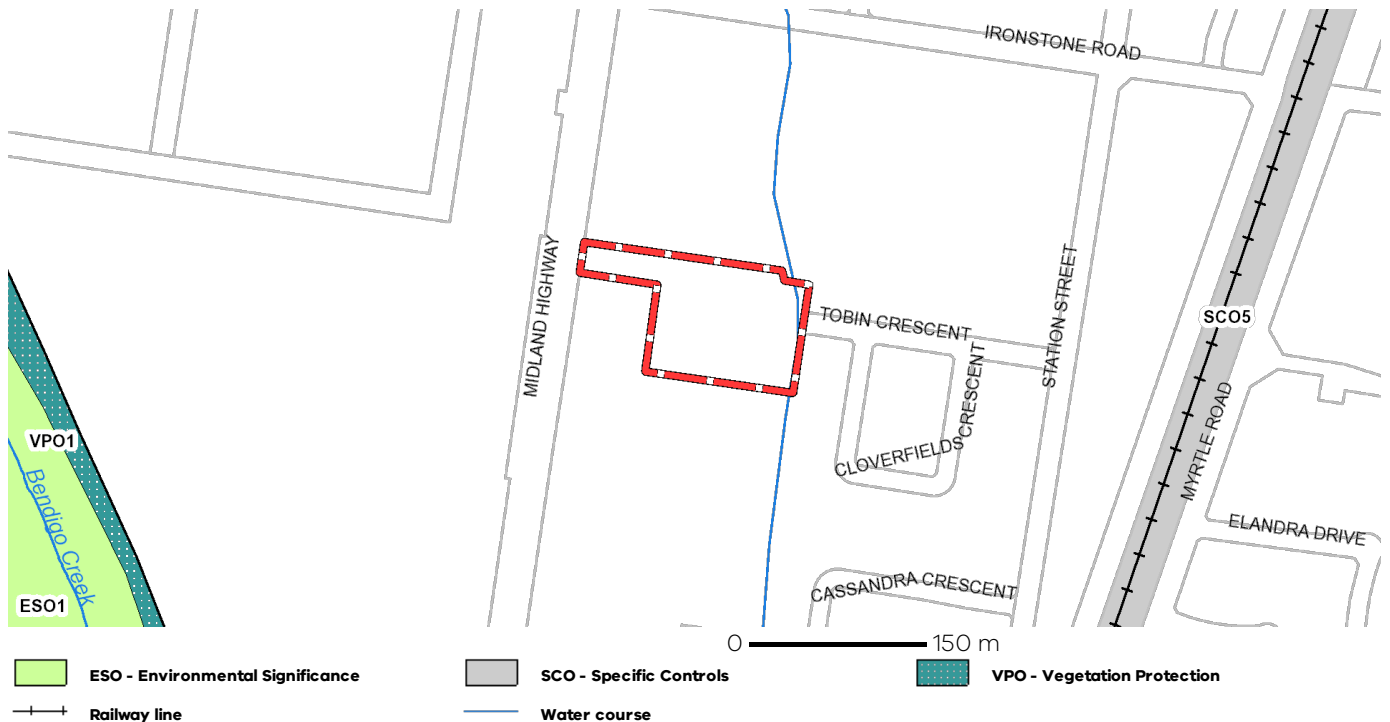 IRONSTONE ROAD
MIDLAND HIGHWAY
STATION STREET
SCO5
TOBIN CRESCENT
CRESCENT
CLOVERFIELDS
MYRTLE ROAD
VPO1
Bendigo Creek
ELANDRA DRIVE
CASSANDRA CRESCENT
ESO1
0 150 m
ESO - Environmental Significance
SCO - Specific Controls
VPO - Vegetation Protection
Railway line
Water course